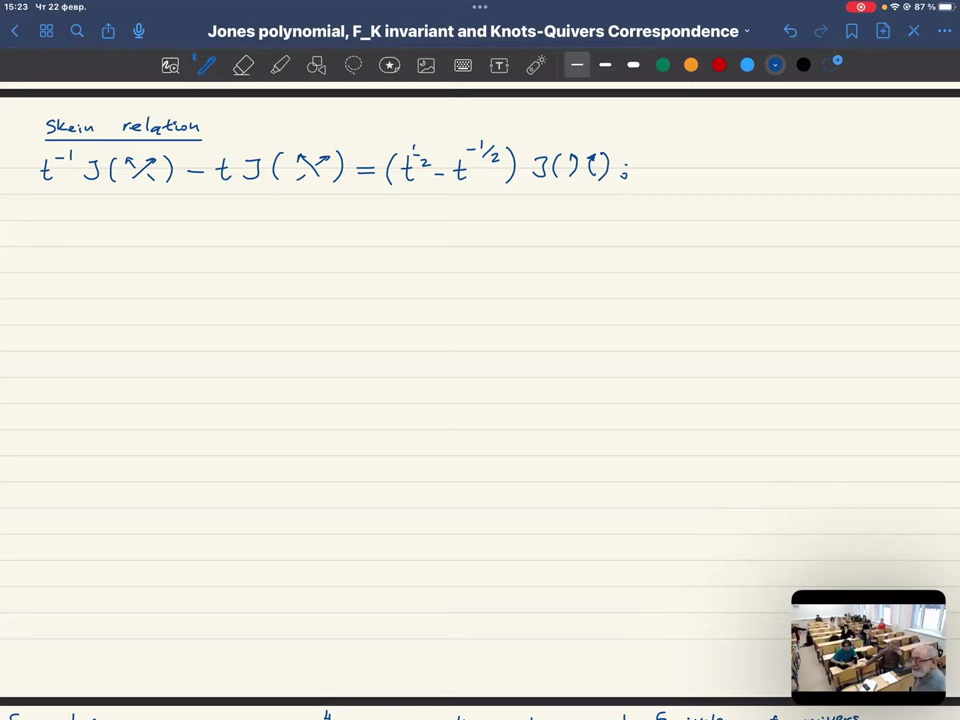 15:23 Чт 22 февр. 87 %
Jones polynomial, F_K invariant and Knots-Quivers Correspondence
Skein relation
t⁻¹ J( ) − t J( ) = (t^{1/2} − t^{-1/2}) J( ) ;